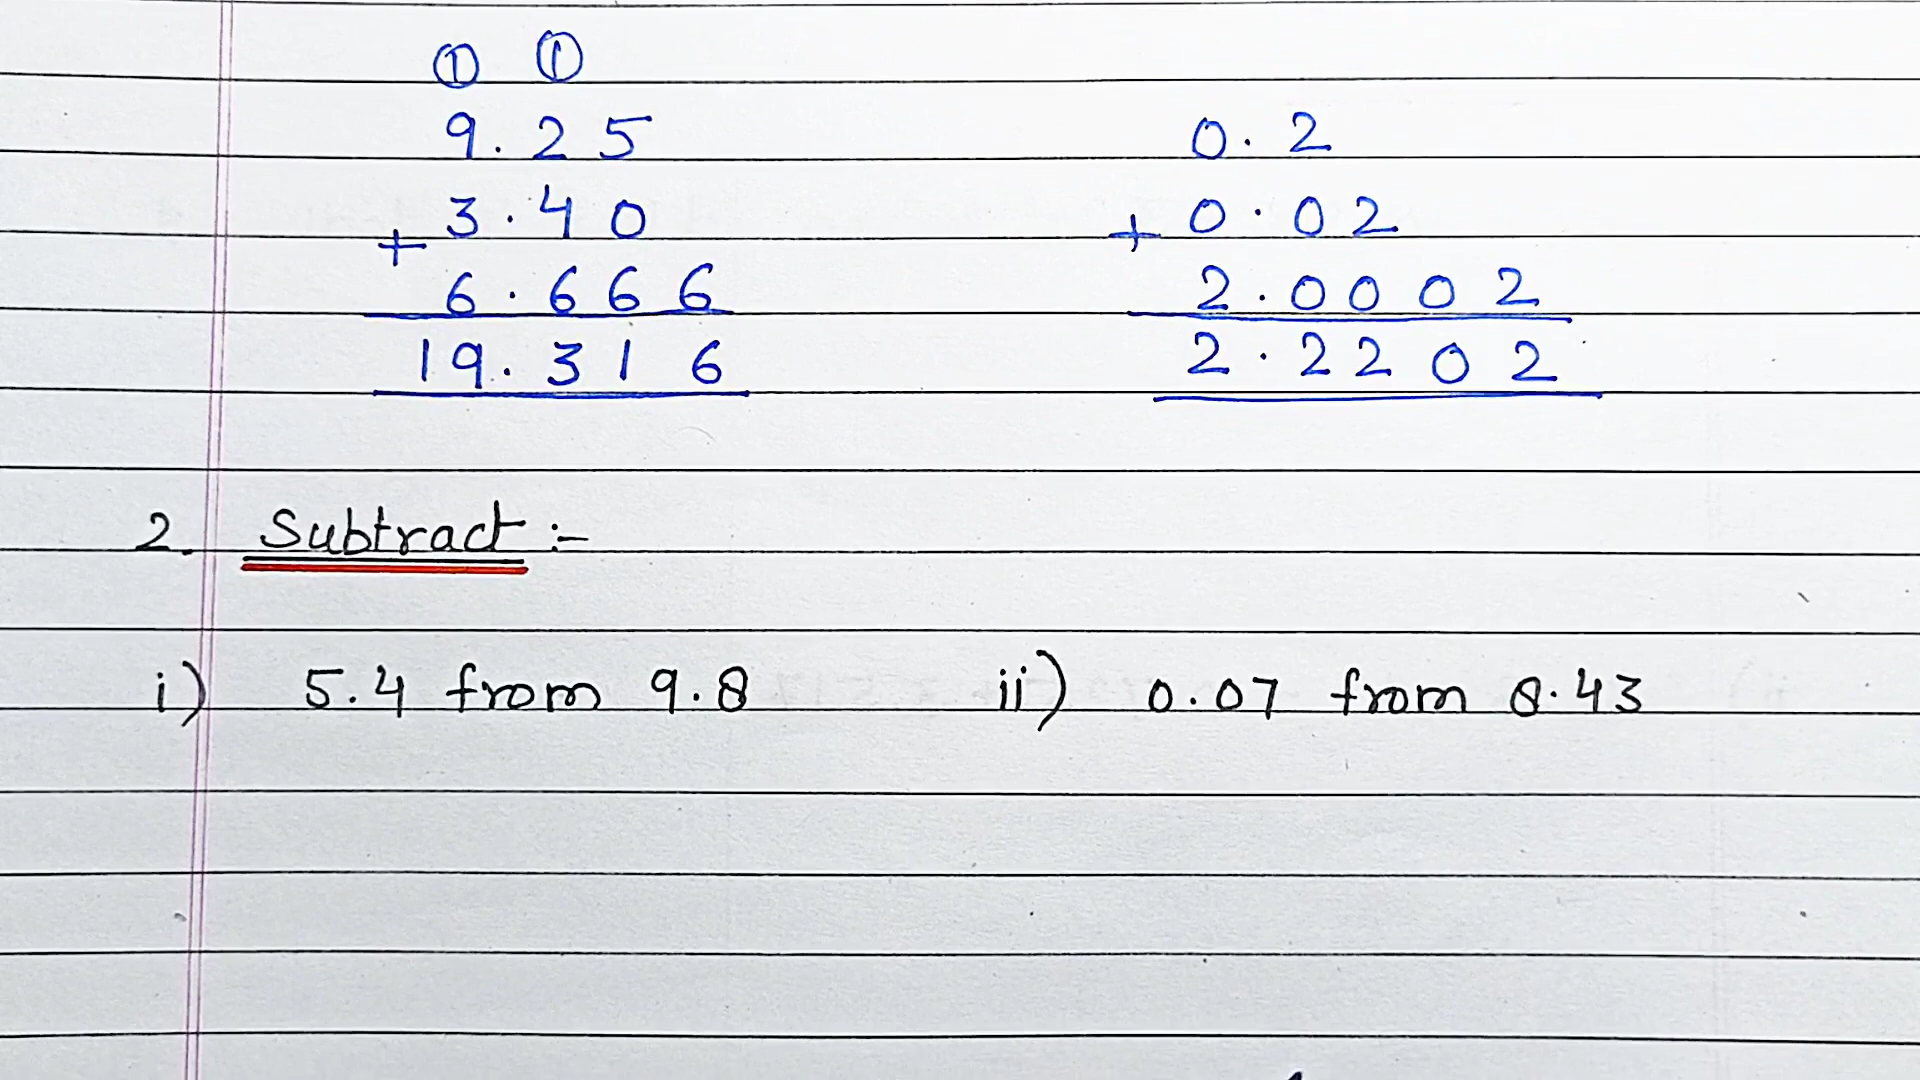 ① ①
9.25 0.2
3.40 + 0.02
+ 6.666 2.0002
19.316 2.2202
2. Subtract :-
i) 5.4 from 9.8 ii) 0.07 from 8.43